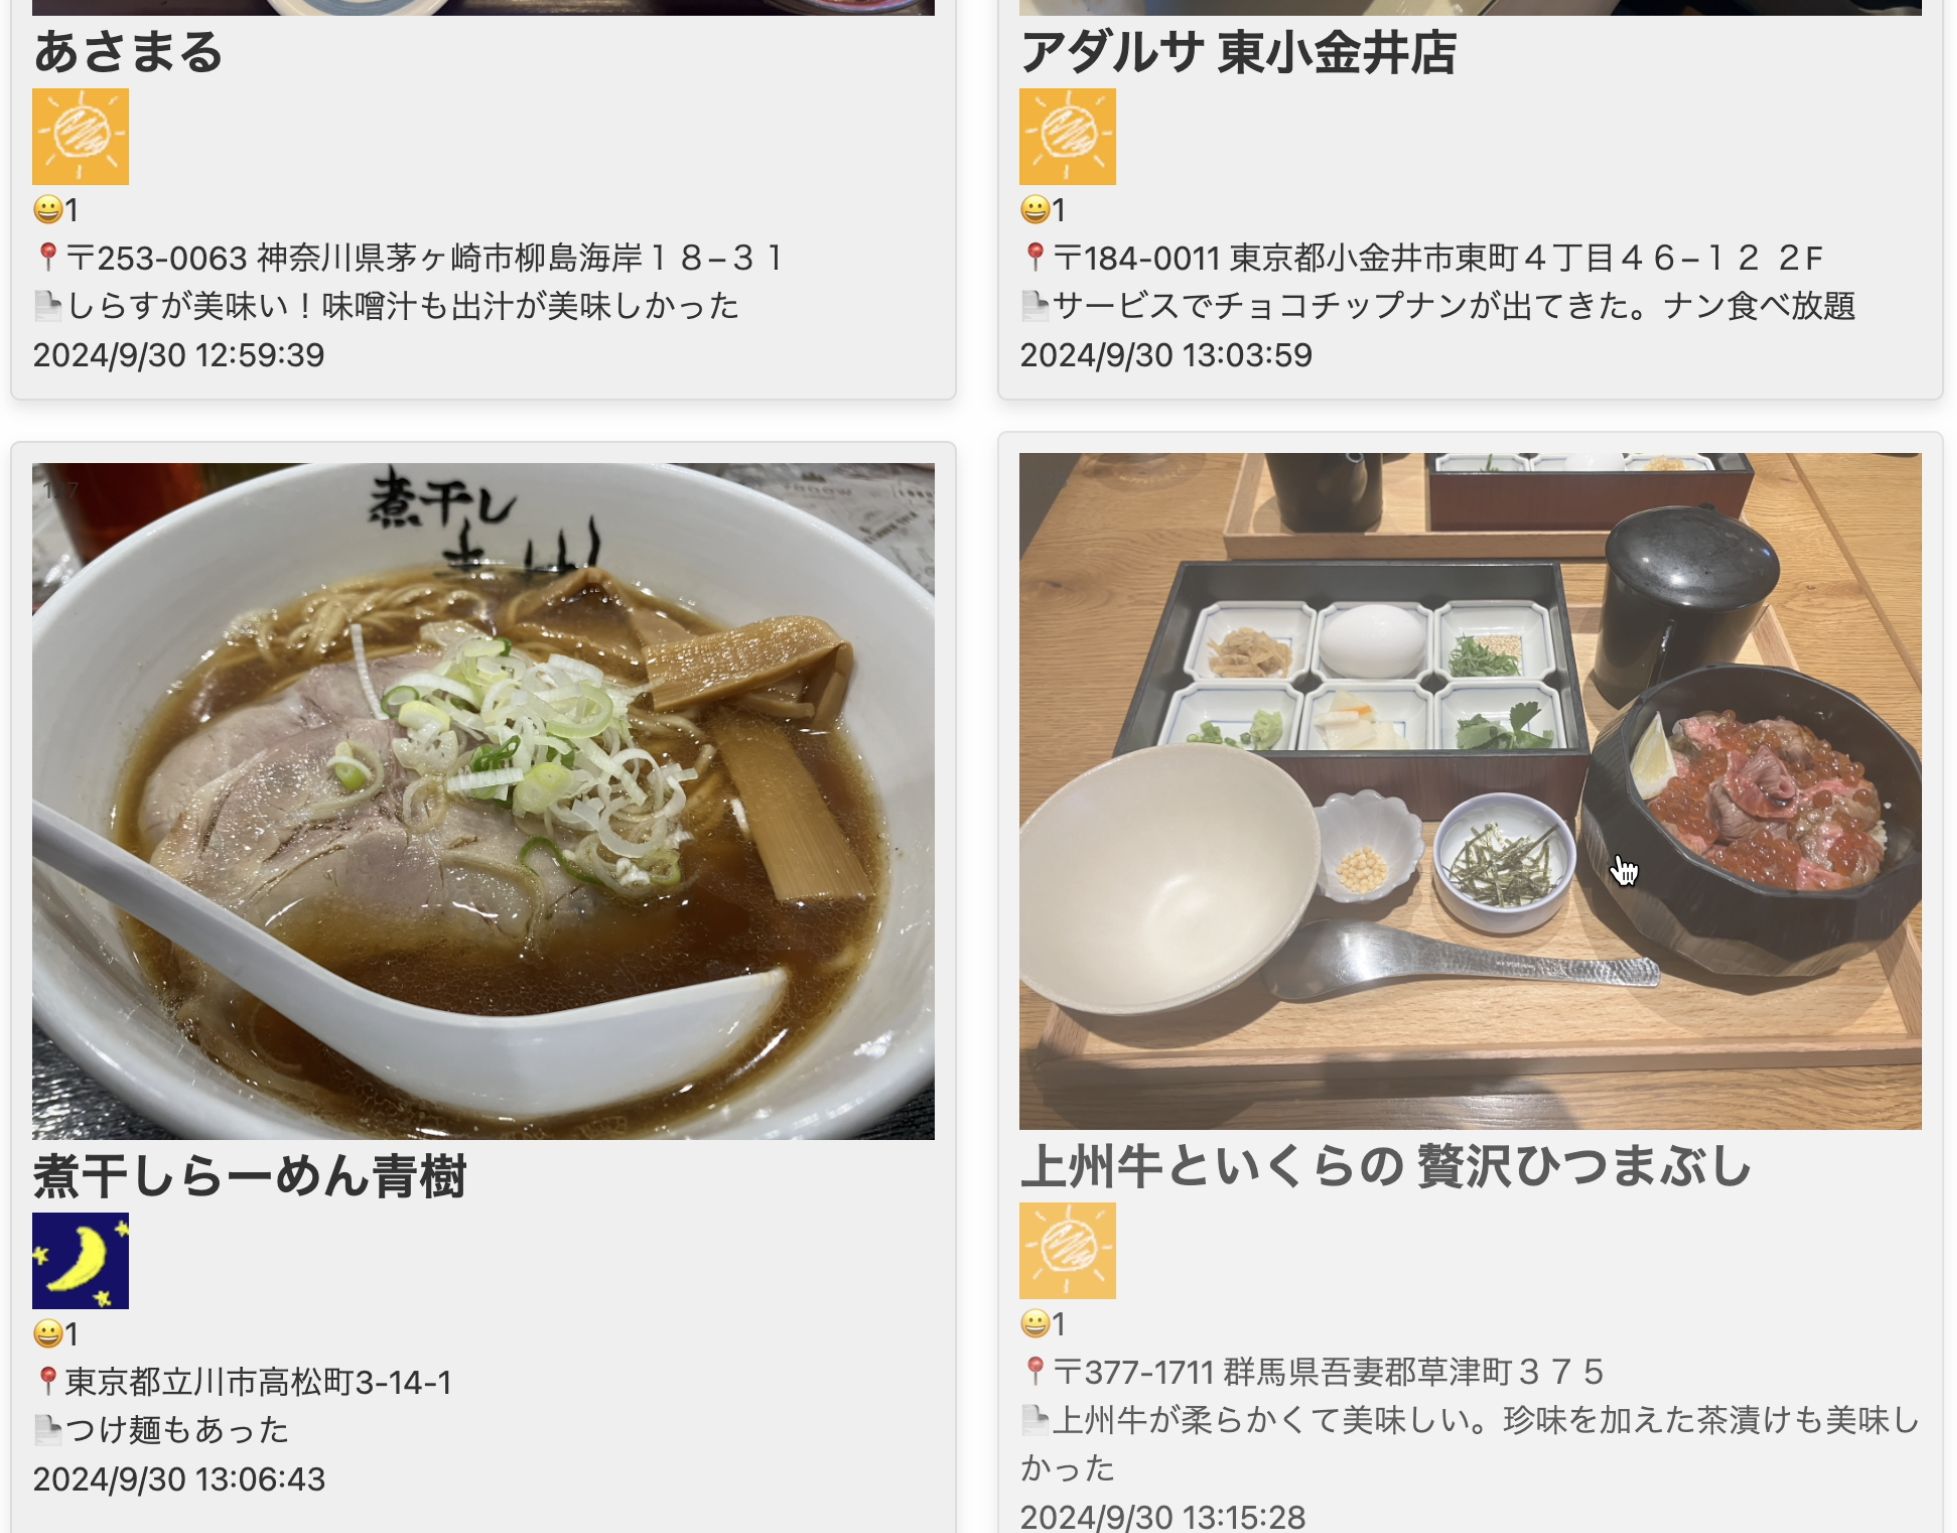 あさまる
😀1
📍〒253-0063 神奈川県茅ヶ崎市柳島海岸１８−３１
しらすが美味い！味噌汁も出汁が美味しかった
2024/9/30 12:59:39
アダルサ 東小金井店
😀1
📍〒184-0011 東京都小金井市東町４丁目４６−１２ ２F
サービスでチョコチップナンが出てきた。ナン食べ放題
2024/9/30 13:03:59
煮干し
煮干しらーめん青樹
😀1
📍東京都立川市高松町3-14-1
つけ麺もあった
2024/9/30 13:06:43
上州牛といくらの 贅沢ひつまぶし
😀1
📍〒377-1711 群馬県吾妻郡草津町３７５
上州牛が柔らかくて美味しい。珍味を加えた茶漬けも美味し
かった
2024/9/30 13:15:28